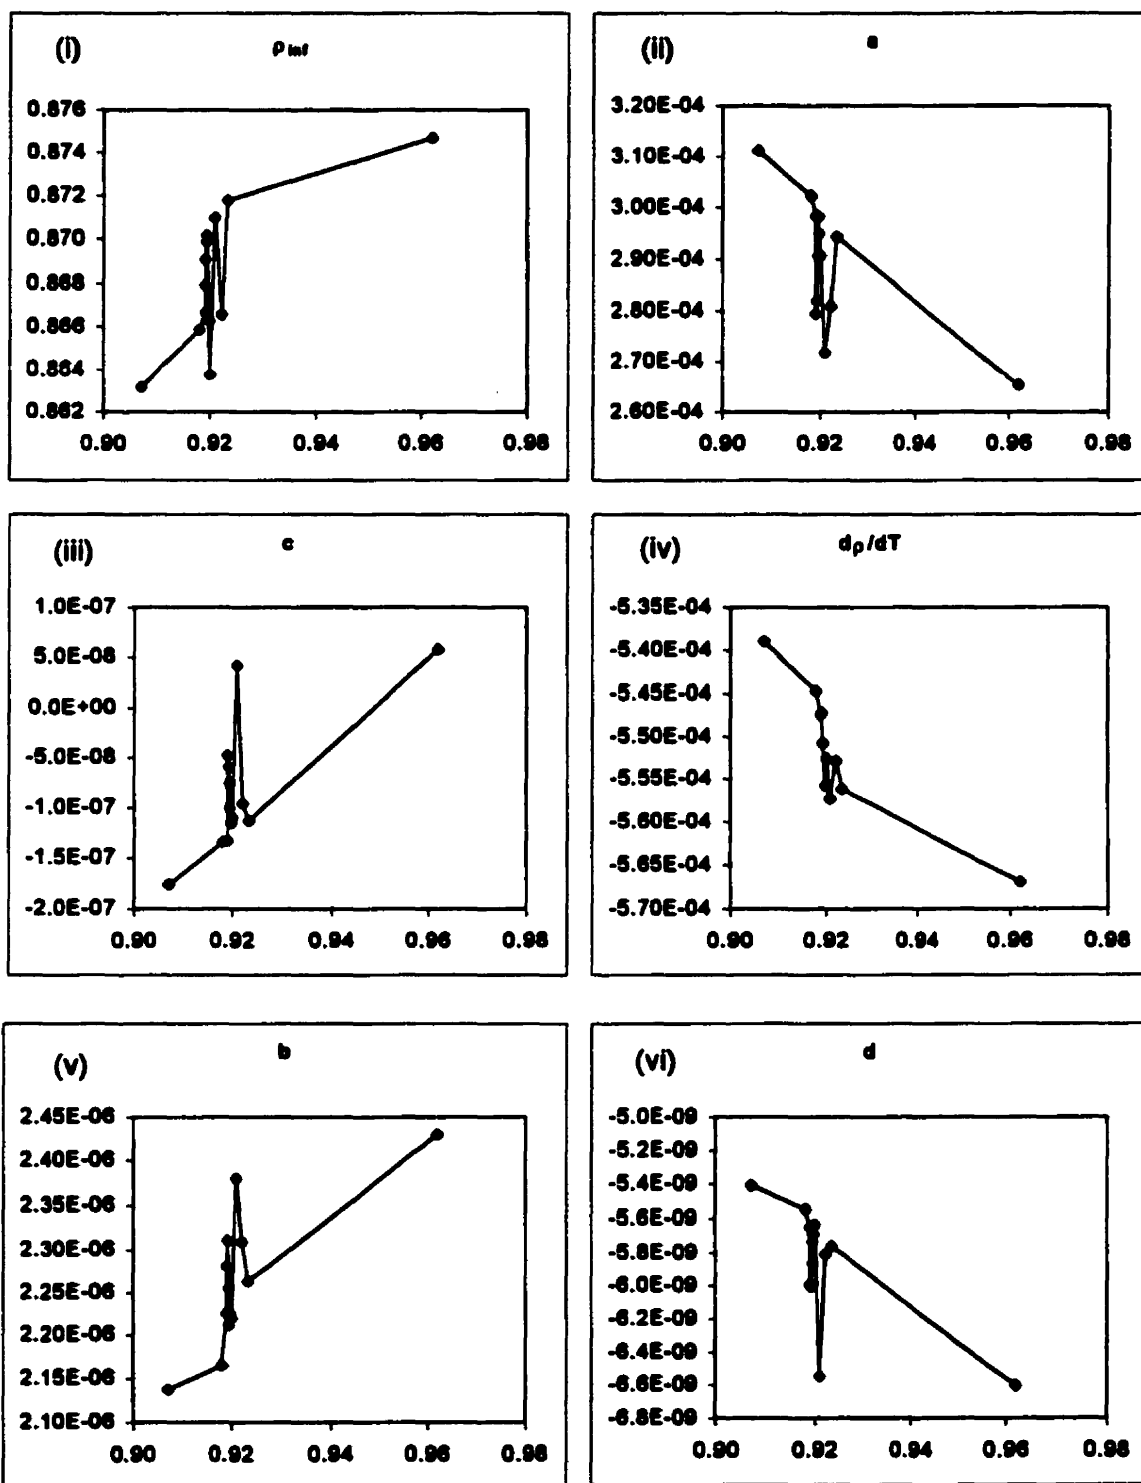 (i) ρ inf
0.876
0.874
0.872
0.870
0.868
0.866
0.864
0.862
0.90 0.92 0.94 0.96 0.98
(ii) a
3.20E-04
3.10E-04
3.00E-04
2.90E-04
2.80E-04
2.70E-04
2.60E-04
0.90 0.92 0.94 0.96 0.98
(iii) c
1.0E-07
5.0E-08
0.0E+00
-5.0E-08
-1.0E-07
-1.5E-07
-2.0E-07
0.90 0.92 0.94 0.96 0.98
(iv) dρ/dT
-5.35E-04
-5.40E-04
-5.45E-04
-5.50E-04
-5.55E-04
-5.60E-04
-5.65E-04
-5.70E-04
0.90 0.92 0.94 0.96 0.98
(v) b
2.45E-06
2.40E-06
2.35E-06
2.30E-06
2.25E-06
2.20E-06
2.15E-06
2.10E-06
0.90 0.92 0.94 0.96 0.98
(vi) d
-5.0E-09
-5.2E-09
-5.4E-09
-5.6E-09
-5.8E-09
-6.0E-09
-6.2E-09
-6.4E-09
-6.6E-09
-6.8E-09
0.90 0.92 0.94 0.96 0.98